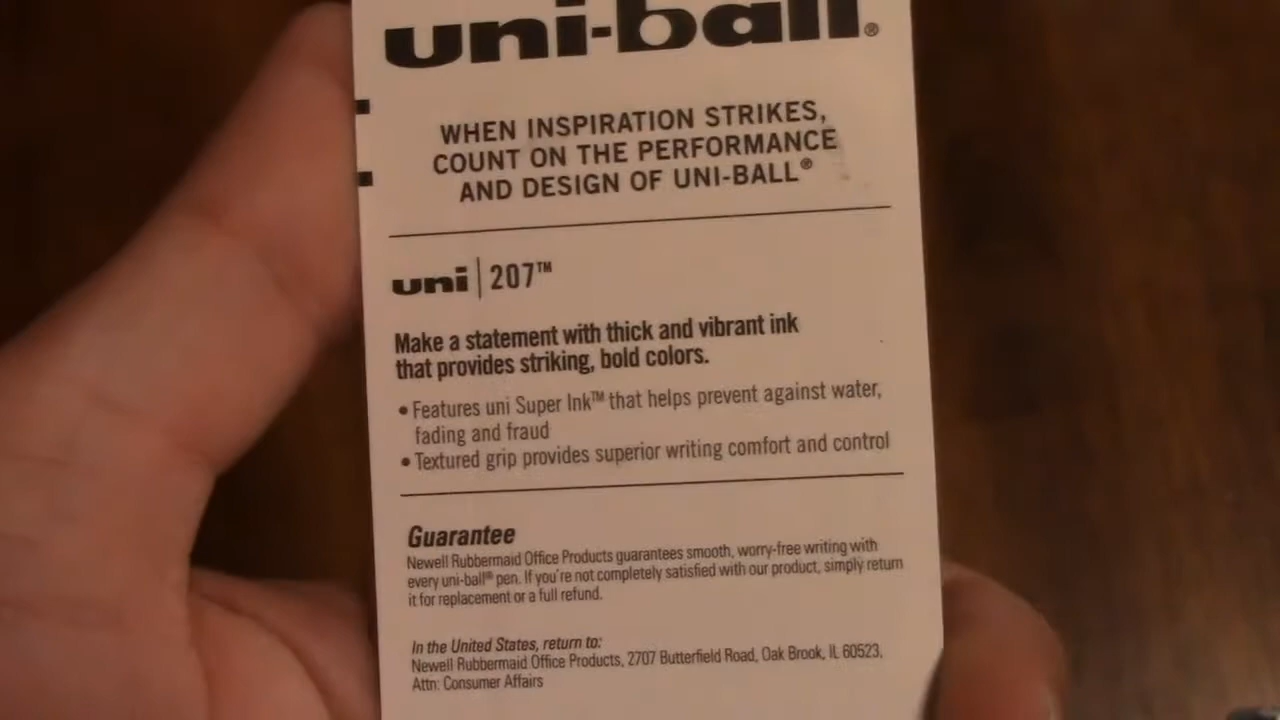 uni-ball®
WHEN INSPIRATION STRIKES,
COUNT ON THE PERFORMANCE
AND DESIGN OF UNI-BALL®
uni | 207™
Make a statement with thick and vibrant ink
that provides striking, bold colors.
• Features uni Super Ink™ that helps prevent against water,
fading and fraud
• Textured grip provides superior writing comfort and control
Guarantee
Newell Rubbermaid Office Products guarantees smooth, worry-free writing with
every uni-ball® pen. If you're not completely satisfied with our product, simply return
it for replacement or a full refund.
In the United States, return to:
Newell Rubbermaid Office Products, 2707 Butterfield Road, Oak Brook, IL 60523,
Attn: Consumer Affairs